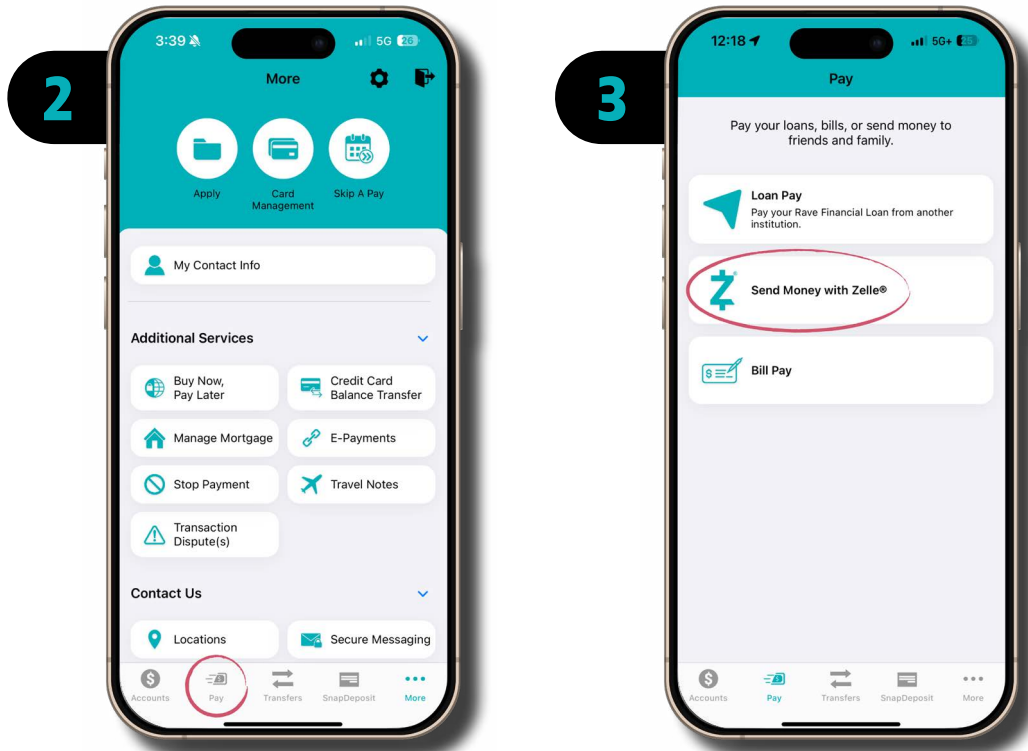 2
3:39
5G 26
More
Apply
Card
Management
Skip A Pay
My Contact Info
Additional Services
Buy Now,
Pay Later
Credit Card
Balance Transfer
Manage Mortgage
E-Payments
Stop Payment
Travel Notes
Transaction
Dispute(s)
Contact Us
Locations
Secure Messaging
Accounts
Pay
Transfers
SnapDeposit
More
3
12:18
5G+ 25
Pay
Pay your loans, bills, or send money to
friends and family.
Loan Pay
Pay your Rave Financial Loan from another
institution.
Send Money with Zelle®
Bill Pay
Accounts
Pay
Transfers
SnapDeposit
More